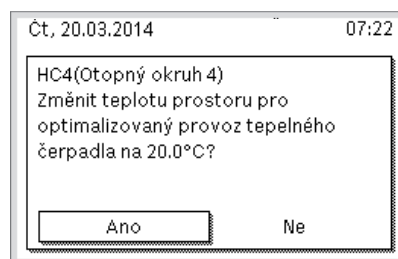 Čt, 20.03.2014 07:22
HC4(Otopný okruh 4)
Změnit teplotu prostoru pro
optimalizovaný provoz tepelného
čerpadla na 20.0°C?
Ano Ne